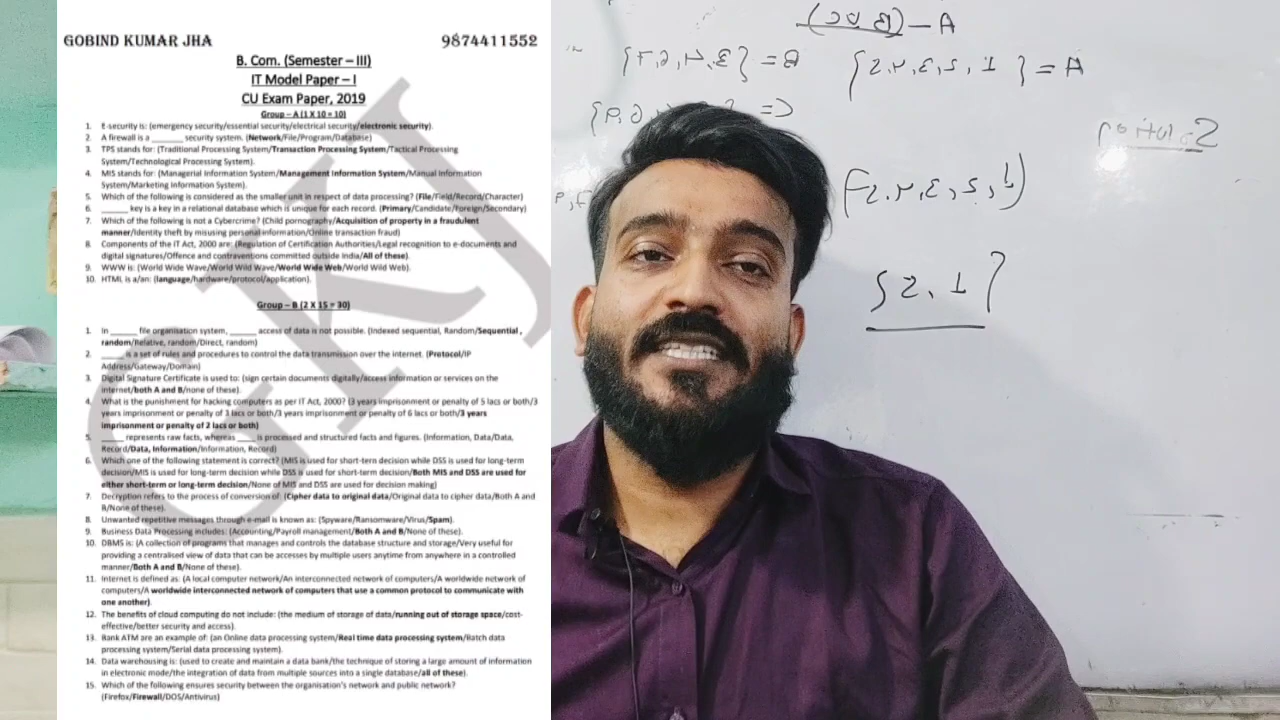 GOBIND KUMAR JHA 9874411552
B. Com. (Semester – III)
IT Model Paper – I
CU Exam Paper, 2019
Group – A (1 X 10 = 10)
1. E-security is: (emergency security/essential security/electrical security/electronic security).
2. A firewall is a ______ security system. (Network/File/Program/Database)
3. TPS stands for: (Traditional Processing System/Transaction Processing System/Tactical Processing
System/Technological Processing System).
4. MIS stands for: (Managerial Information System/Management Information System/Manual Information
System/Marketing Information System).
5. Which of the following is considered as the smaller unit in respect of data processing? (File/Field/Record/Character)
6. ______ key is a key in a relational database which is unique for each record. (Primary/Candidate/Foreign/Secondary)
7. Which of the following is not a Cybercrime? (Child pornography/Acquisition of property in a fraudulent
manner/Identity theft by misusing personal information/Online transaction fraud)
8. Components of the IT Act, 2000 are: (Regulation of Certification Authorities/Legal recognition to e-documents and
digital signatures/Offence and contraventions committed outside India/All of these).
9. WWW is: (World Wide Wave/World Wild Wave/World Wide Web/World Wild Web).
10. HTML is a/an: (language/hardware/protocol/application).
Group – B (2 X 15 = 30)
1. In ______ file organisation system, ______ access of data is not possible. (Indexed sequential, Random/Sequential ,
random/Relative, random/Direct, random)
2. _____ is a set of rules and procedures to control the data transmission over the internet. (Protocol/IP
Address/Gateway/Domain)
3. Digital Signature Certificate is used to: (sign certain documents digitally/access information or services on the
internet/both A and B/none of these).
4. What is the punishment for hacking computers as per IT Act, 2000? (3 years imprisonment or penalty of 5 lacs or both/3
years imprisonment or penalty of 3 lacs or both/3 years imprisonment or penalty of 6 lacs or both/3 years
imprisonment or penalty of 2 lacs or both)
5. _____ represents raw facts, whereas ____ is processed and structured facts and figures. (Information, Data/Data,
Record/Data, Information/Information, Record)
6. Which one of the following statement is correct? (MIS is used for short-tern decision while DSS is used for long-term
decision/MIS is used for long-term decision while DSS is used for short-term decision/Both MIS and DSS are used for
either short-term or long-term decision/None of MIS and DSS are used for decision making)
7. Decryption refers to the process of conversion of: (Cipher data to original data/Original data to cipher data/Both A and
B/None of these).
8. Unwanted repetitive messages through e-mail is known as: (Spyware/Ransomware/Virus/Spam).
9. Business Data Processing includes: (Accounting/Payroll management/Both A and B/None of these).
10. DBMS is: (A collection of programs that manages and controls the database structure and storage/Very useful for
providing a centralised view of data that can be accesses by multiple users anytime from anywhere in a controlled
manner/Both A and B/None of these).
11. Internet is defined as: (A local computer network/An interconnected network of computers/A worldwide network of
computers/A worldwide interconnected network of computers that use a common protocol to communicate with
one another).
12. The benefits of cloud computing do not include: (the medium of storage of data/running out of storage space/cost-
effective/better security and access).
13. Bank ATM are an example of: (an Online data processing system/Real time data processing system/Batch data
processing system/Serial data processing system).
14. Data warehousing is: (used to create and maintain a data bank/the technique of storing a large amount of information
in electronic mode/the integration of data from multiple sources into a single database/all of these).
15. Which of the following ensures security between the organisation's network and public network?
(Firefox/Firewall/DOS/Antivirus)
GKJ